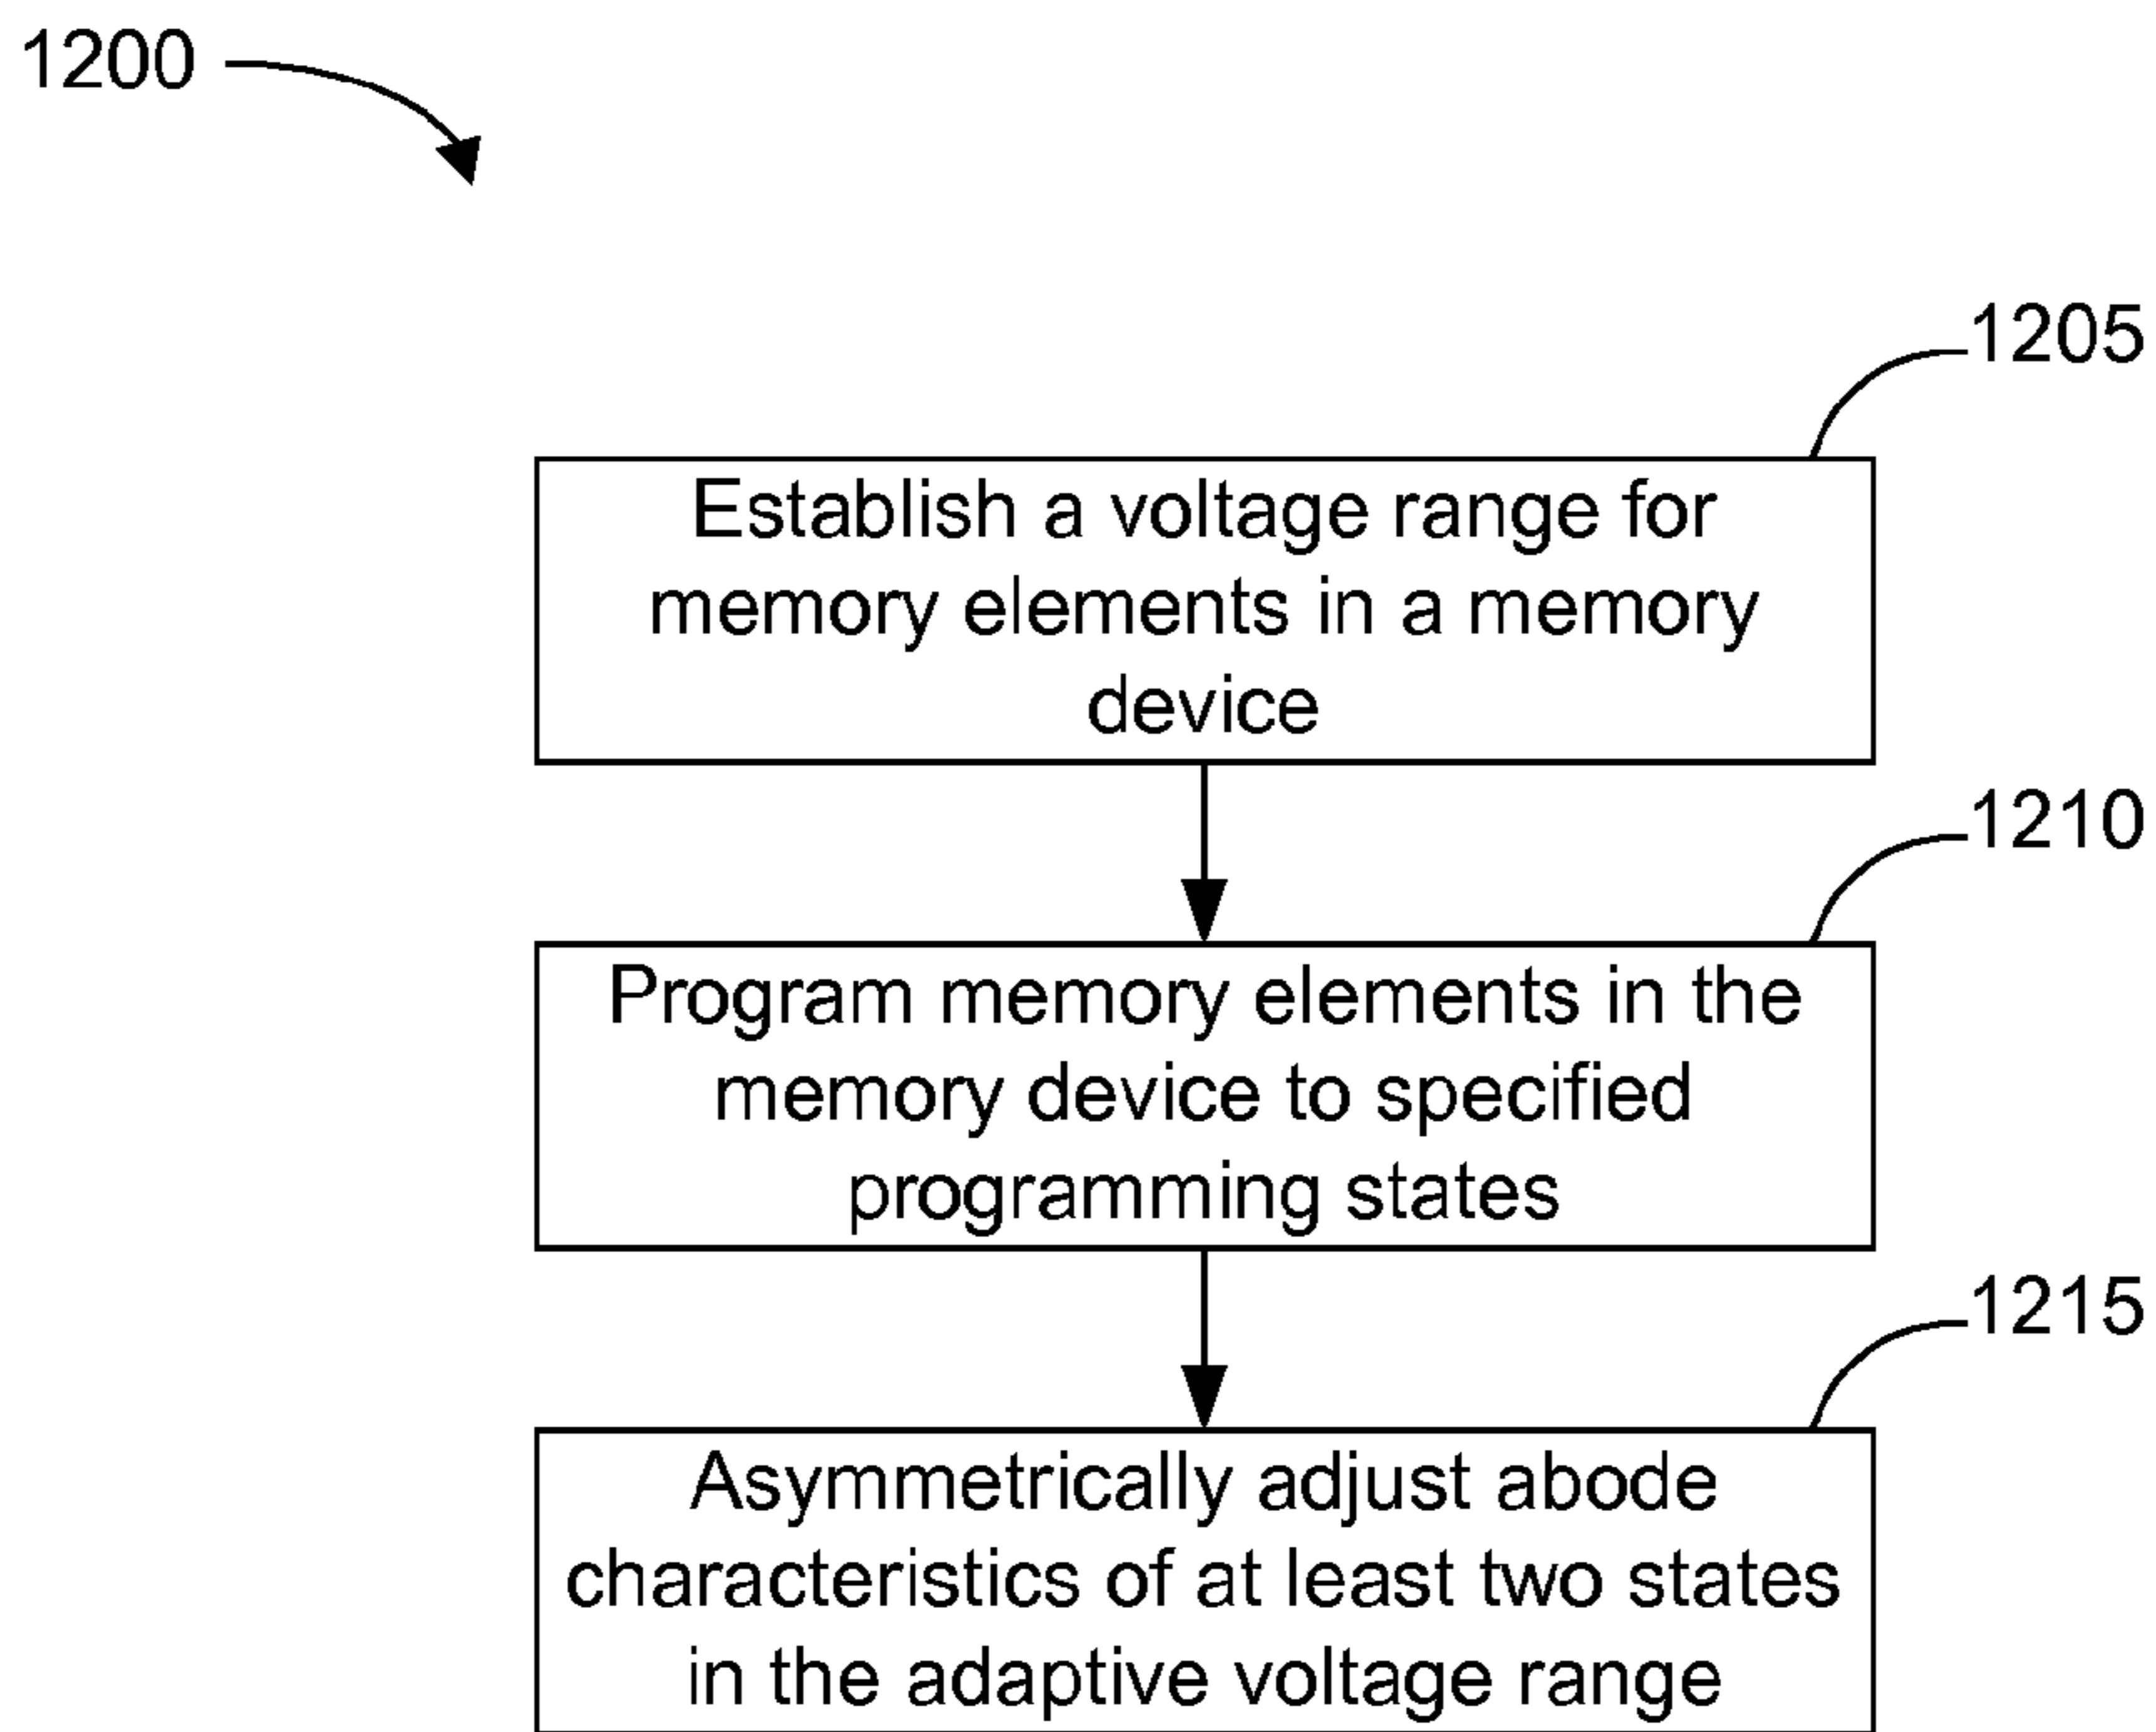 1200
1205
Establish a voltage range for
memory elements in a memory
device
1210
Program memory elements in the
memory device to specified
programming states
1215
Asymmetrically adjust abode
characteristics of at least two states
in the adaptive voltage range